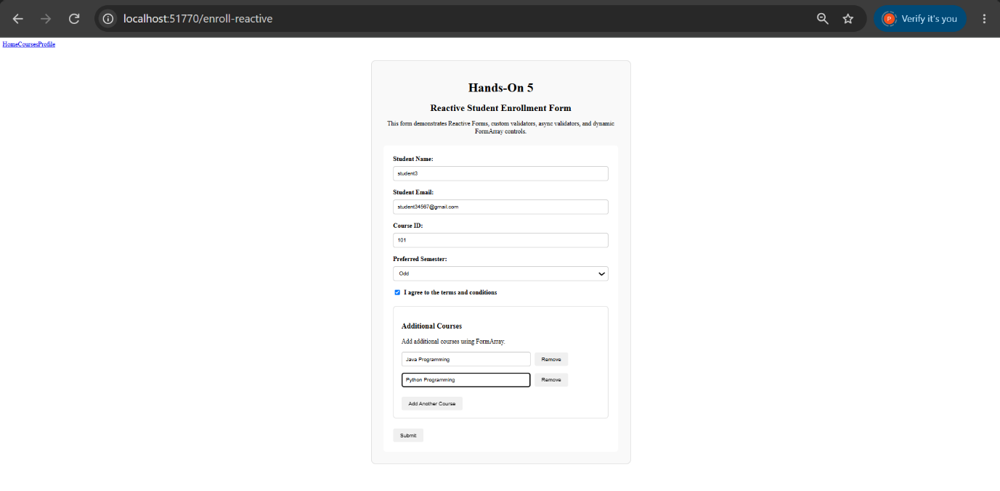 localhost:51770/enroll-reactive
P Verify it's you
HomeCoursesProfile
Hands-On 5
Reactive Student Enrollment Form
This form demonstrates Reactive Forms, custom validators, async validators, and dynamic
FormArray controls.
Student Name:
student3
Student Email:
student34567@gmail.com
Course ID:
101
Preferred Semester:
Odd
I agree to the terms and conditions
Additional Courses
Add additional courses using FormArray.
Java Programming Remove
Python Programming Remove
Add Another Course
Submit